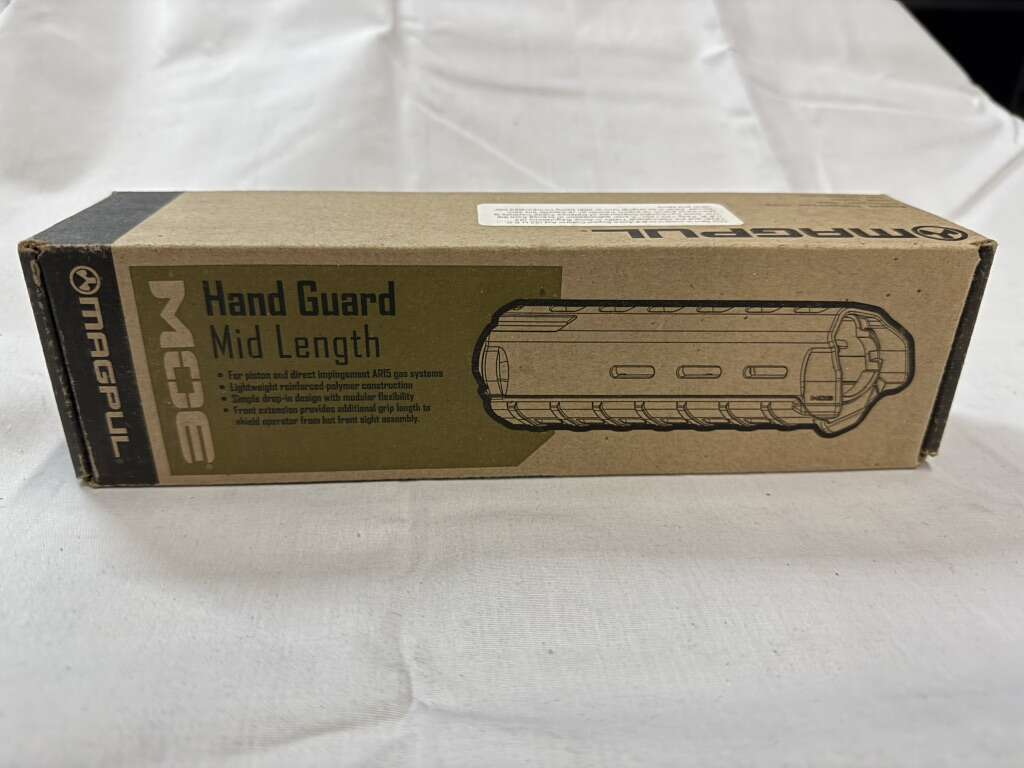 MAGPUL
MAGPUL
MOE
Hand Guard
Mid Length
• For piston and direct impingement AR15 gas systems
• Lightweight reinforced polymer construction
• Simple drop-in design with modular flexibility
• Front extension provides additional grip length to
shield operator from hot front sight assembly.
MOE